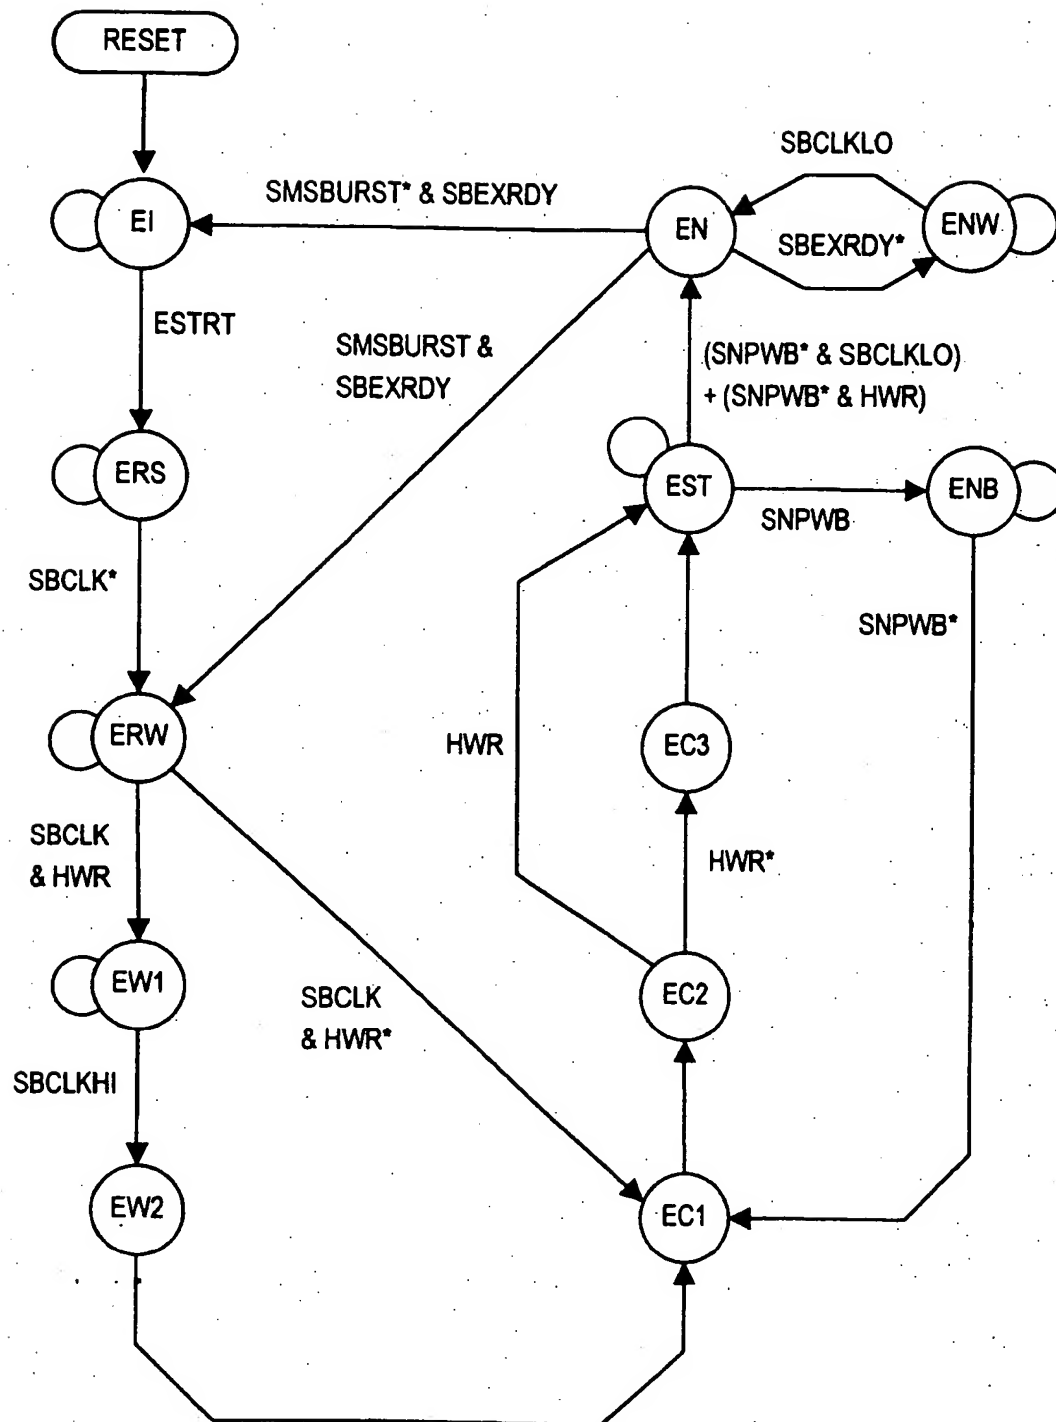 RESET
SBCLKLO
SMSBURST* & SBEXRDY
EI
EN
ENW
SBEXRDY*
ESTRT
SMSBURST &
SBEXRDY
(SNPWB* & SBCLKLO)
+ (SNPWB* & HWR)
ERS
EST
ENB
SNPWB
SBCLK*
SNPWB*
ERW
HWR
EC3
SBCLK
& HWR
HWR*
EW1
SBCLK
& HWR*
EC2
SBCLKHI
EW2
EC1